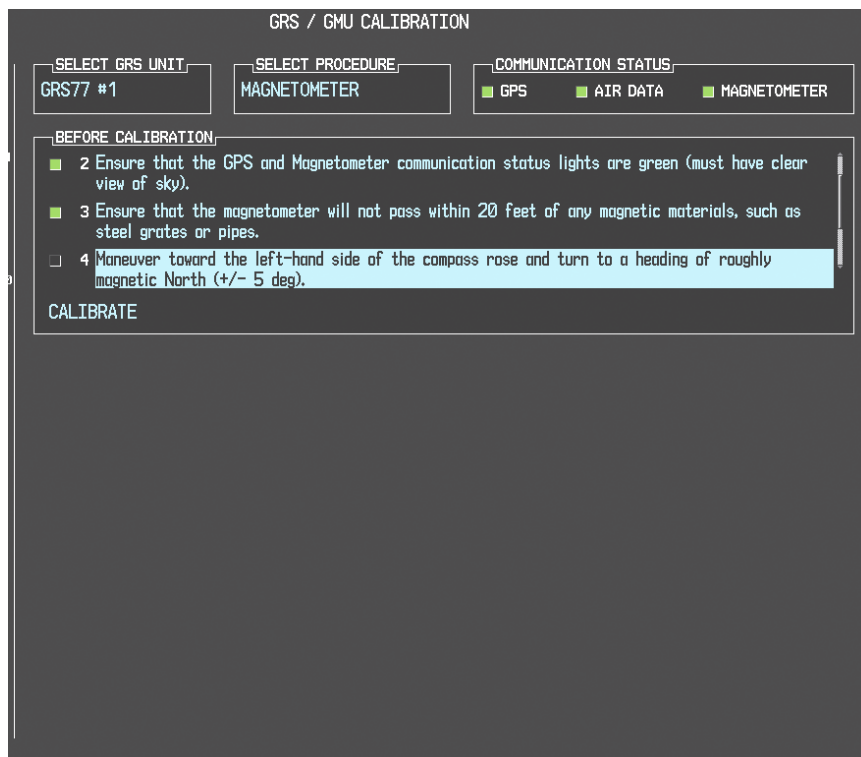 GRS / GMU CALIBRATION
SELECT GRS UNIT
SELECT PROCEDURE
COMMUNICATION STATUS
GRS77 #1
MAGNETOMETER
GPS
AIR DATA
MAGNETOMETER
BEFORE CALIBRATION
2 Ensure that the GPS and Magnetometer communication status lights are green (must have clear
view of sky).
3 Ensure that the magnetometer will not pass within 20 feet of any magnetic materials, such as
steel grates or pipes.
4 Maneuver toward the left-hand side of the compass rose and turn to a heading of roughly
magnetic North (+/- 5 deg).
CALIBRATE